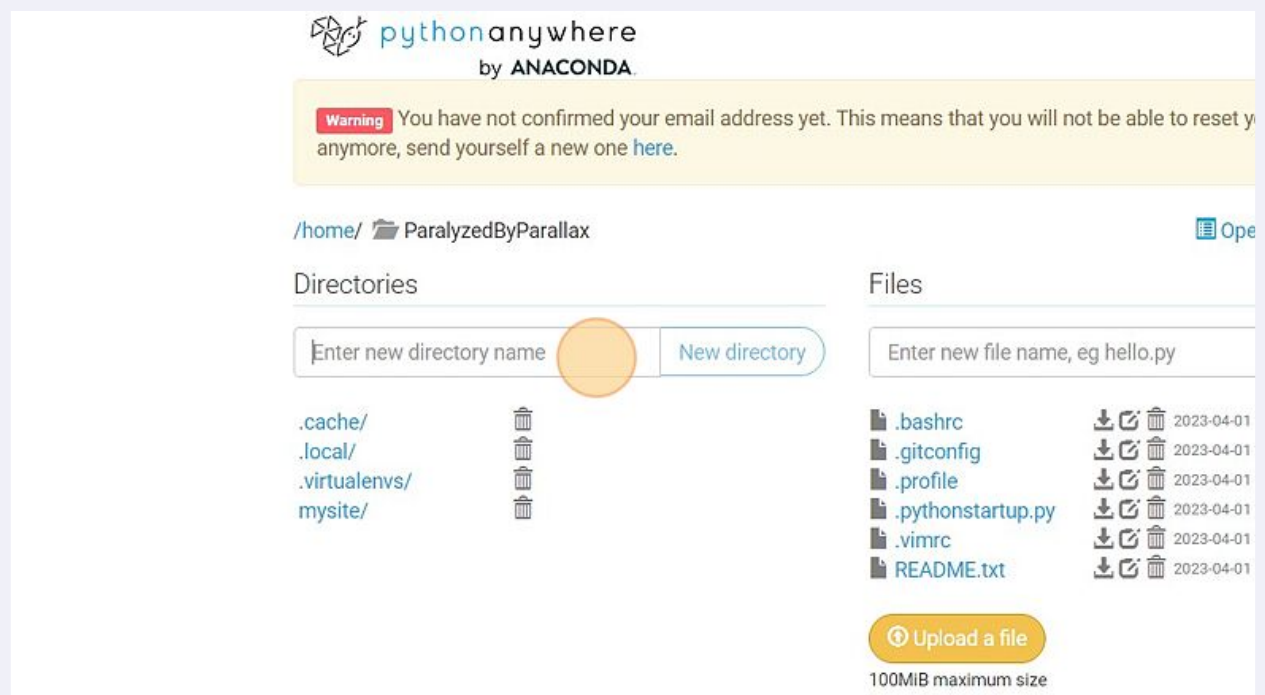 pythonanywhere
by ANACONDA.
Warning You have not confirmed your email address yet. This means that you will not be able to reset
anymore, send yourself a new one here.
/home/ ParalyzedByParallax
Directories
Enter new directory name
New directory
.cache/
.local/
.virtualenvs/
mysite/
Files
Enter new file name, eg hello.py
.bashrc 2023-04-01
.gitconfig 2023-04-01
.profile 2023-04-01
.pythonstartup.py 2023-04-01
.vimrc 2023-04-01
README.txt 2023-04-01
Upload a file
100MiB maximum size